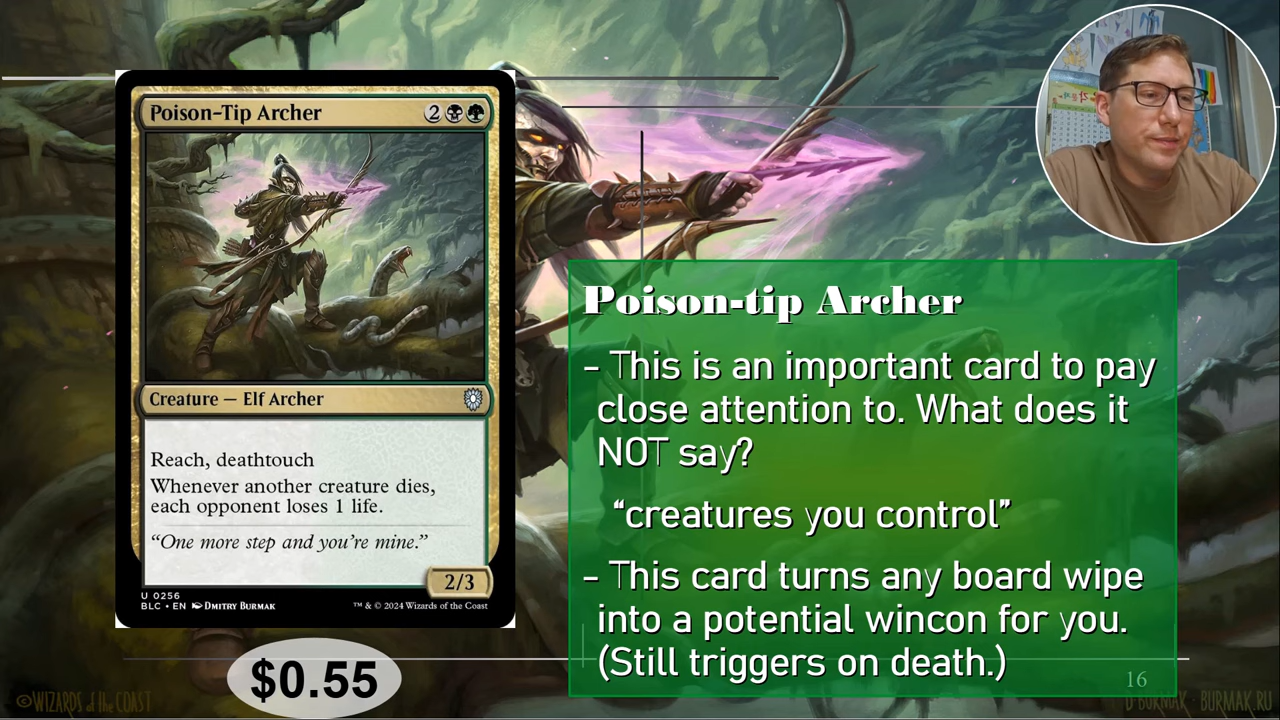 Poison-Tip Archer 2
Creature — Elf Archer
Reach, deathtouch
Whenever another creature dies,
each opponent loses 1 life.
“One more step and you’re mine.”
2/3
U 0256
BLC • EN DMITRY BURMAK
™ & © 2024 Wizards of the Coast
$0.55
Poison-tip Archer
– This is an important card to pay
close attention to. What does it
NOT say?
“creatures you control”
– This card turns any board wipe
into a potential wincon for you.
(Still triggers on death.)
16
©WIZARDS of the COAST
D BURMAK · BURMAK.RU